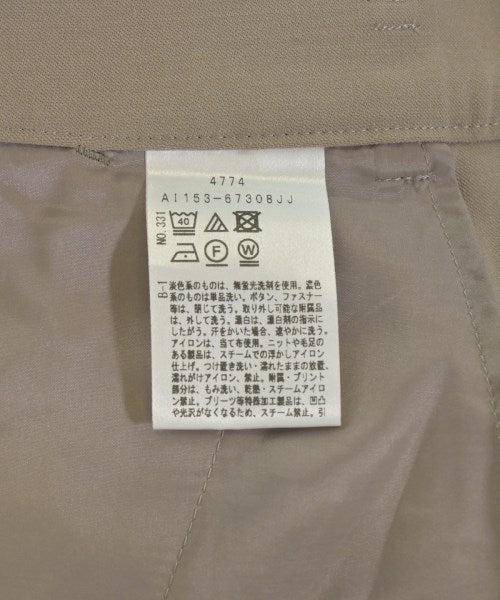 4774
AI153-67308JJ
NO.331
40
F W
B-1
淡色系のものは、無蛍光洗剤を使用。濃色
系のものは単品洗い。ボタン、ファスナー
等は、閉じて洗う。取り外し可能な附属品
は、外して洗う。漂白は、漂白剤の指示に
したがう。汗をかいた場合、速やかに洗う。
アイロンは、当て布使用。ニットや毛足の
ある製品は、スチームでの浮かしアイロン
仕上げ。つけ置き洗い・濡れたままの放置、
濡れがけアイロン、禁止。附属・プリント
部分は、もみ洗い、乾燥・スチームアイロ
ン禁止。プリーツ等特殊加工製品は、凹凸
や光沢がなくなるため、スチーム禁止。引